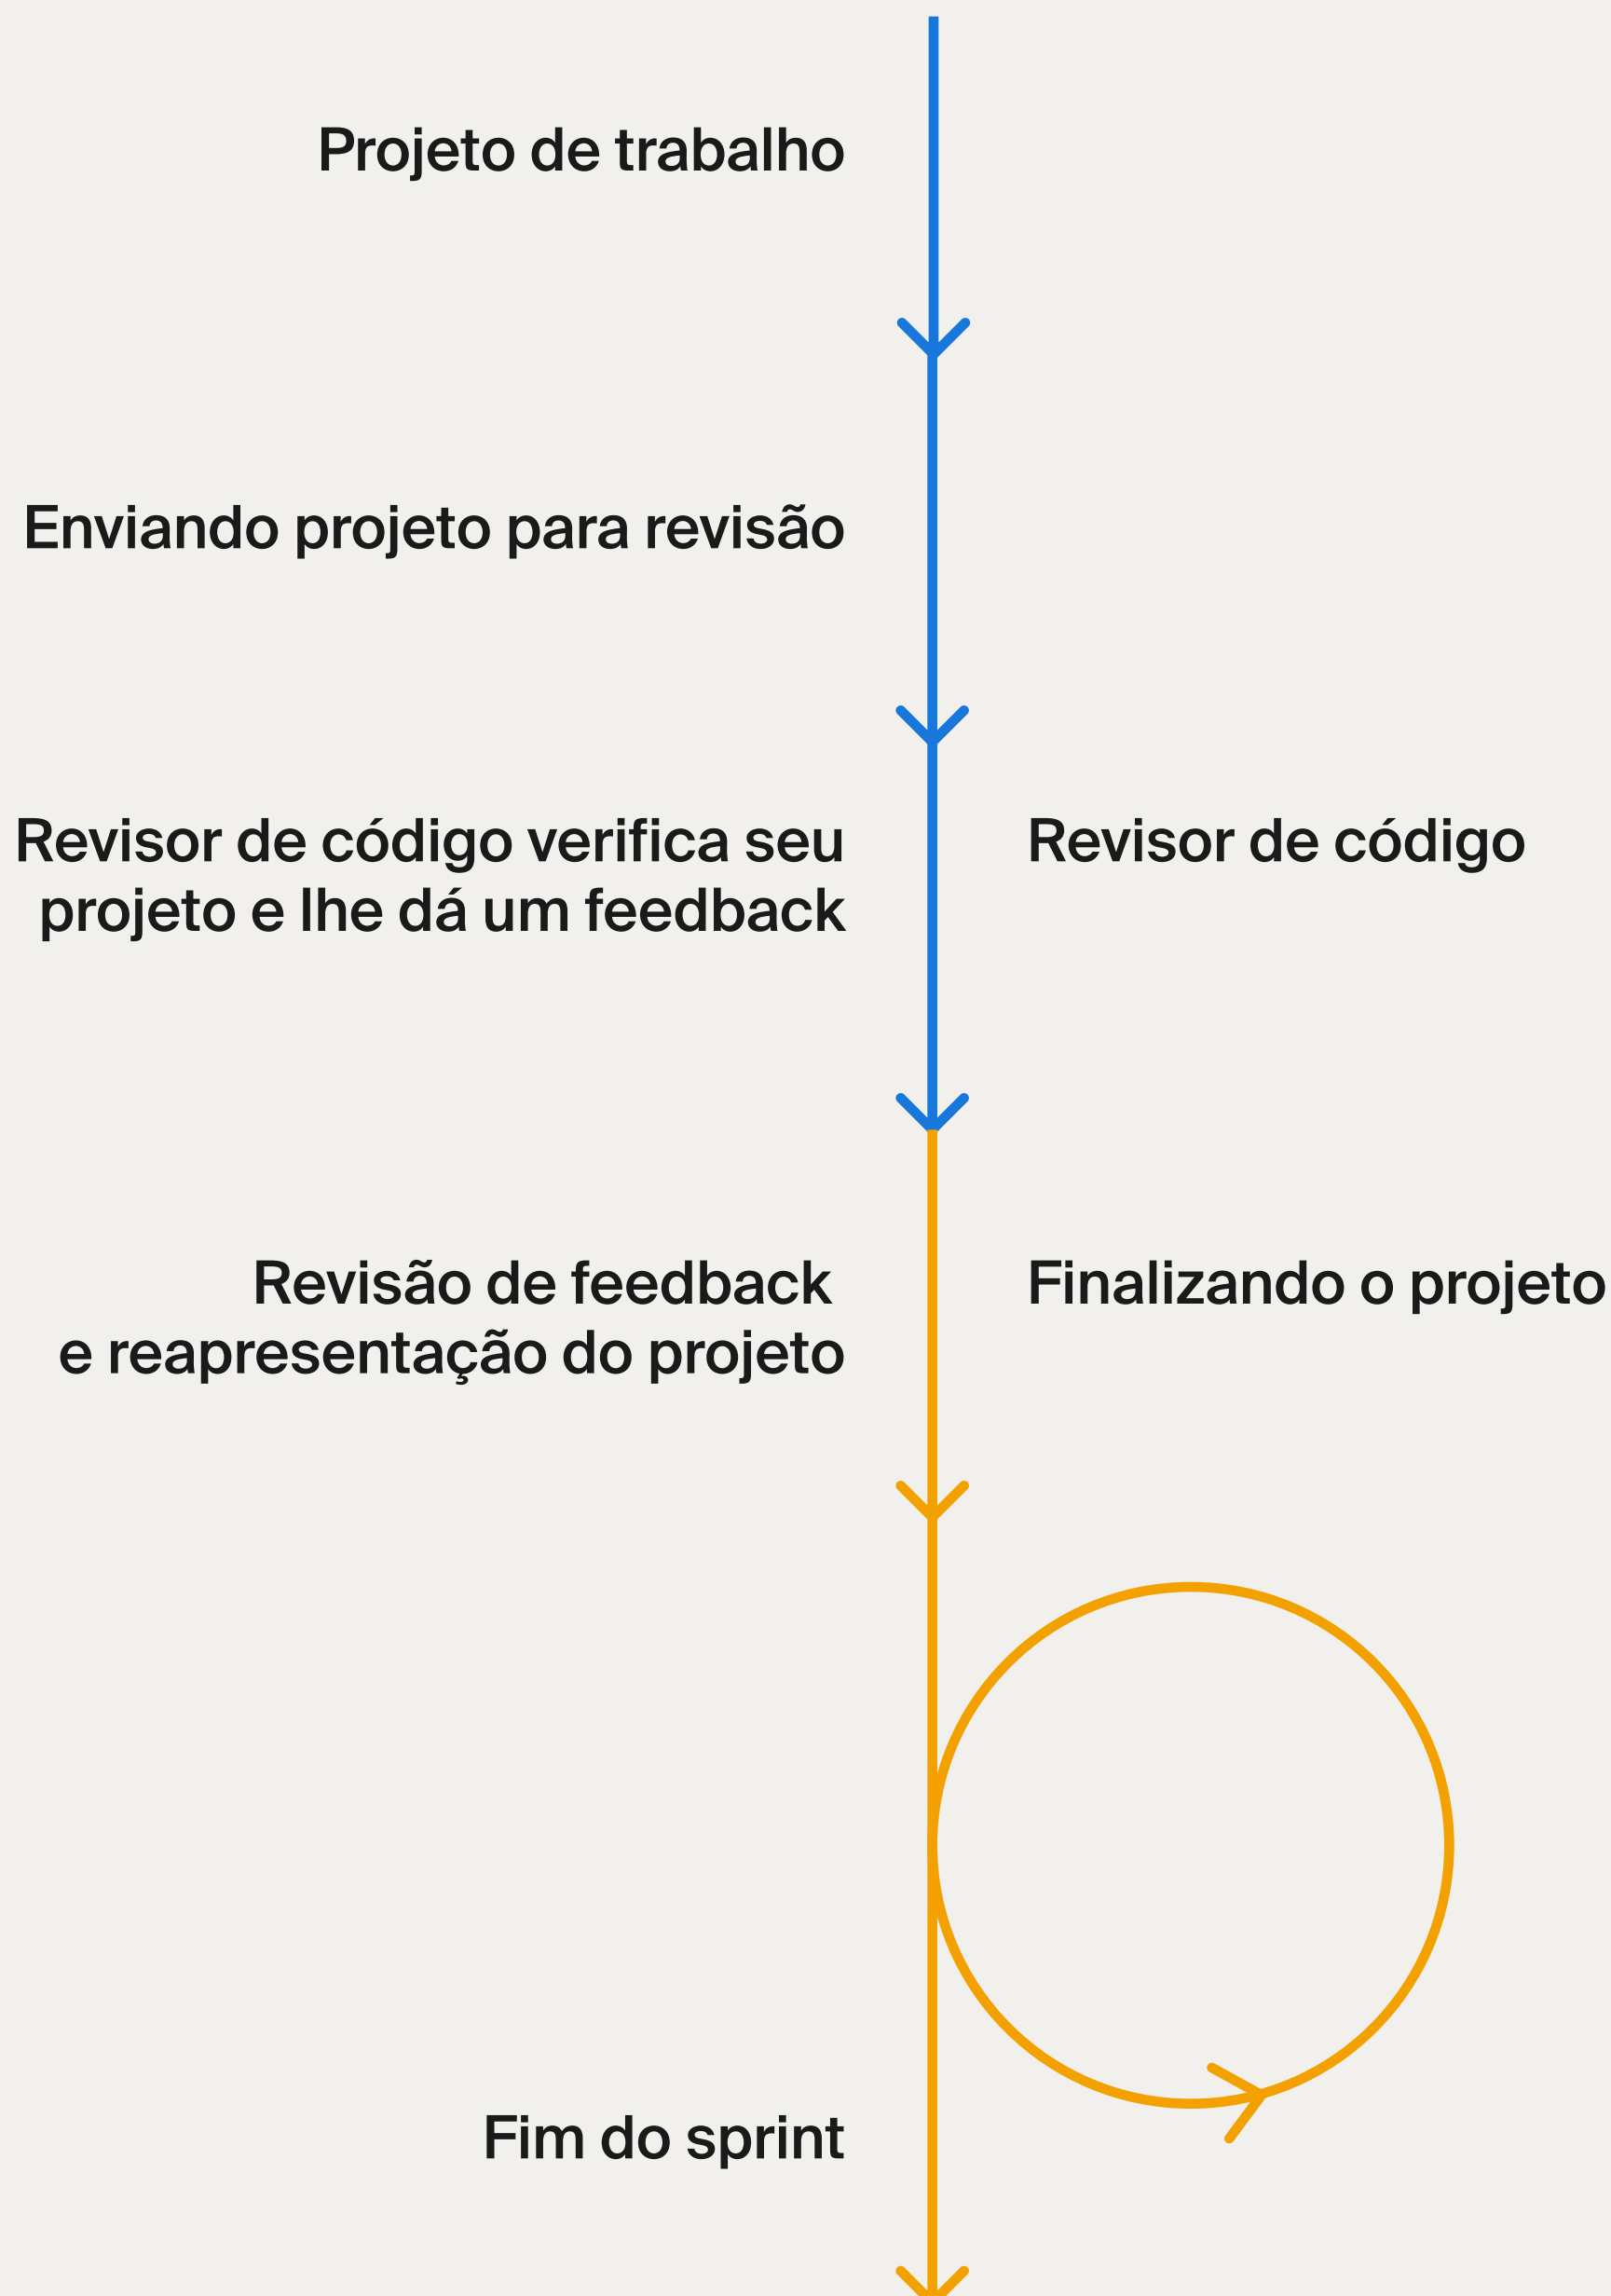 Projeto de trabalho
Enviando projeto para revisão
Revisor de código verifica seu
projeto e lhe dá um feedback
Revisor de código
Revisão de feedback
e reapresentação do projeto
Finalizando o projeto
Fim do sprint